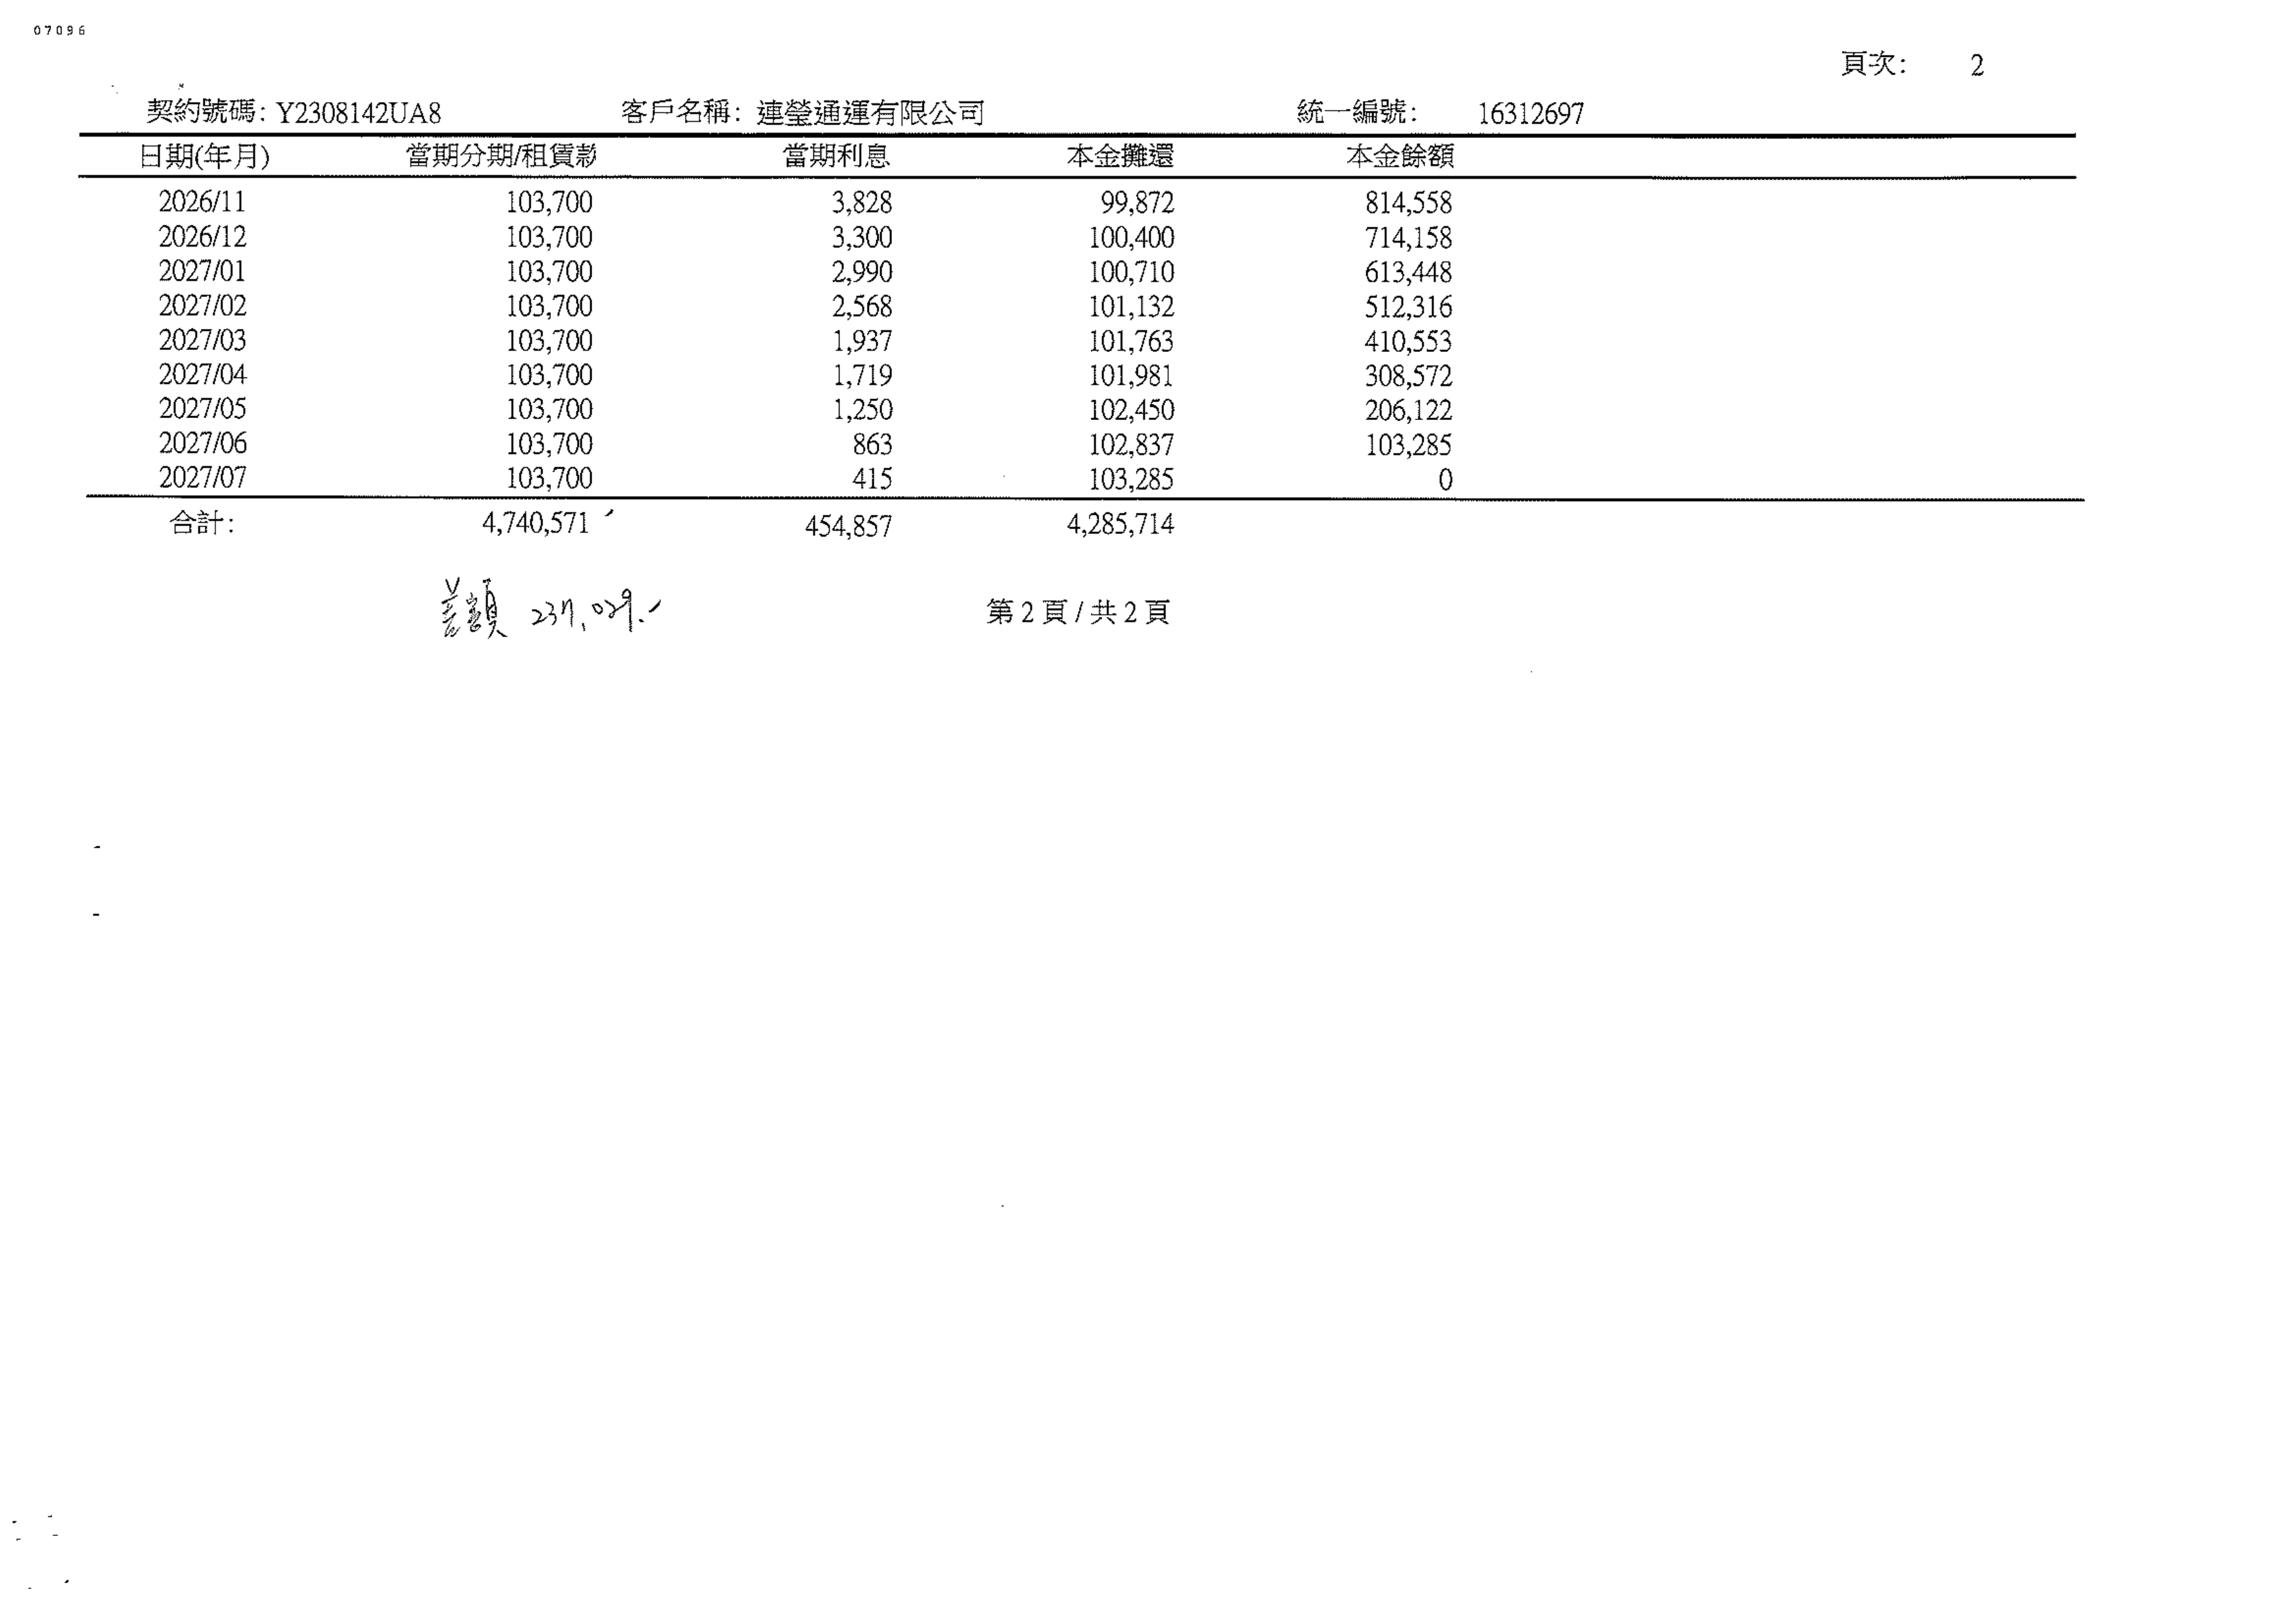 07096
頁次: 2
契約號碼: Y2308142UA8 客戶名稱: 連瑩通運有限公司 統一編號: 16312697
日期(年月) 當期分期/租賃款 當期利息 本金攤還 本金餘額
2026/11 103,700 3,828 99,872 814,558
2026/12 103,700 3,300 100,400 714,158
2027/01 103,700 2,990 100,710 613,448
2027/02 103,700 2,568 101,132 512,316
2027/03 103,700 1,937 101,763 410,553
2027/04 103,700 1,719 101,981 308,572
2027/05 103,700 1,250 102,450 206,122
2027/06 103,700 863 102,837 103,285
2027/07 103,700 415 103,285 0
合計: 4,740,571 454,857 4,285,714
差額 237,029.-
第2頁/共2頁